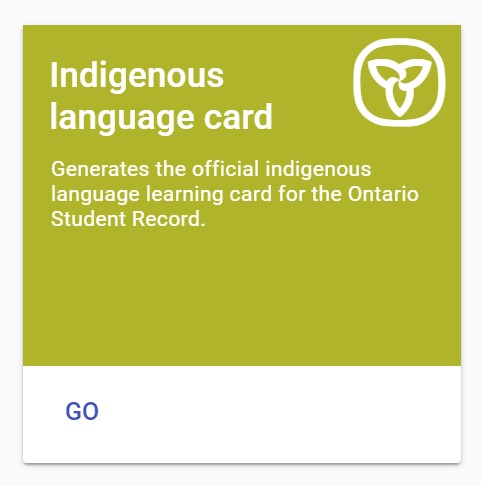 Indigenous
language card
Generates the official indigenous
language learning card for the Ontario
Student Record.
GO